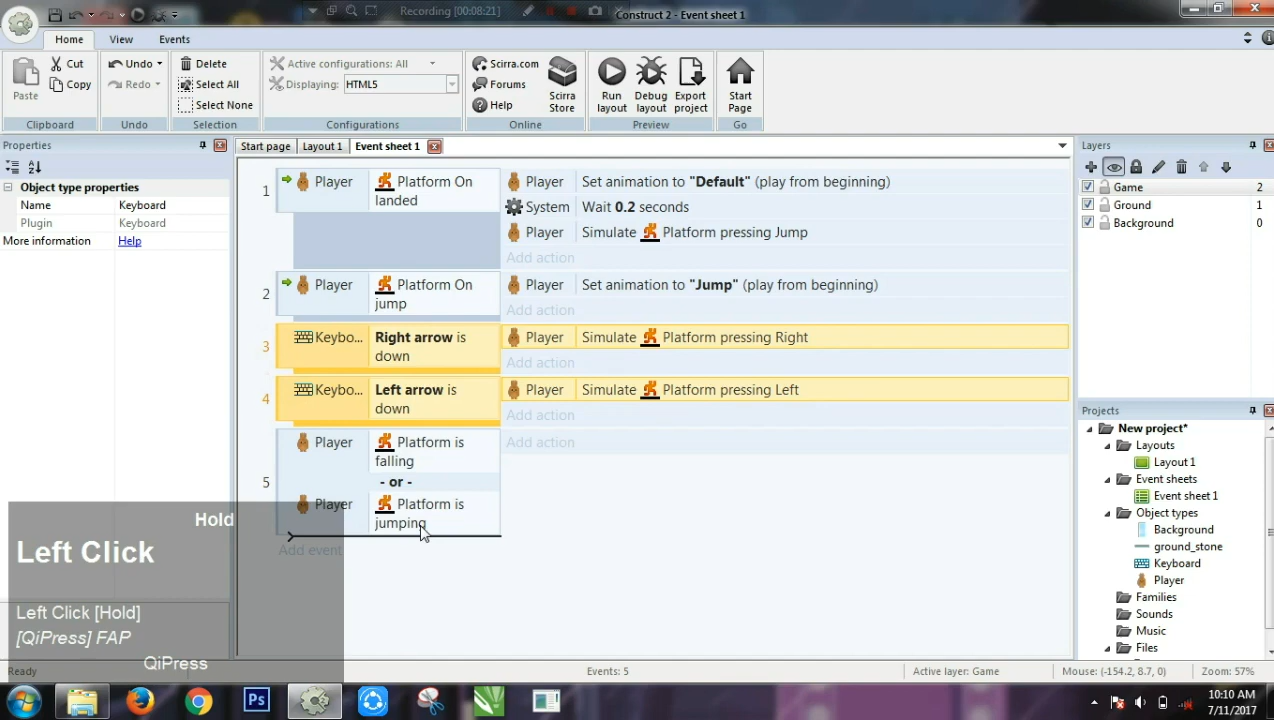 Recording [00:08:21]
Construct 2 - Event sheet 1
Home View Events
Paste
Cut
Copy
Clipboard
Undo
Redo
Undo
Delete
Select All
Select None
Selection
Active configurations: All
Displaying: HTML5
Configurations
Scirra.com
Forums
Help
Scirra Store
Online
Run layout
Debug layout
Export project
Preview
Start Page
Go
Properties
Object type properties
Name Keyboard
Plugin Keyboard
More information Help
Start page Layout 1 Event sheet 1
1 Player Platform On landed
Player Set animation to "Default" (play from beginning)
System Wait 0.2 seconds
Player Simulate Platform pressing Jump
Add action
2 Player Platform On jump
Player Set animation to "Jump" (play from beginning)
Add action
3 Keybo... Right arrow is down
Player Simulate Platform pressing Right
Add action
4 Keybo... Left arrow is down
Player Simulate Platform pressing Left
Add action
5 Player Platform is falling
Add action
- or -
Player Platform is jumping
Add event
Layers
Game 2
Ground 1
Background 0
Projects
New project*
Layouts
Layout 1
Event sheets
Event sheet 1
Object types
Background
ground_stone
Keyboard
Player
Families
Sounds
Music
Files
Hold
Left Click
Left Click [Hold]
[QiPress] FAP
QiPress
Ready
Events: 5
Active layer: Game
Mouse: (-154.2, 8.7, 0)
Zoom: 57%
Ps
10:10 AM
7/11/2017